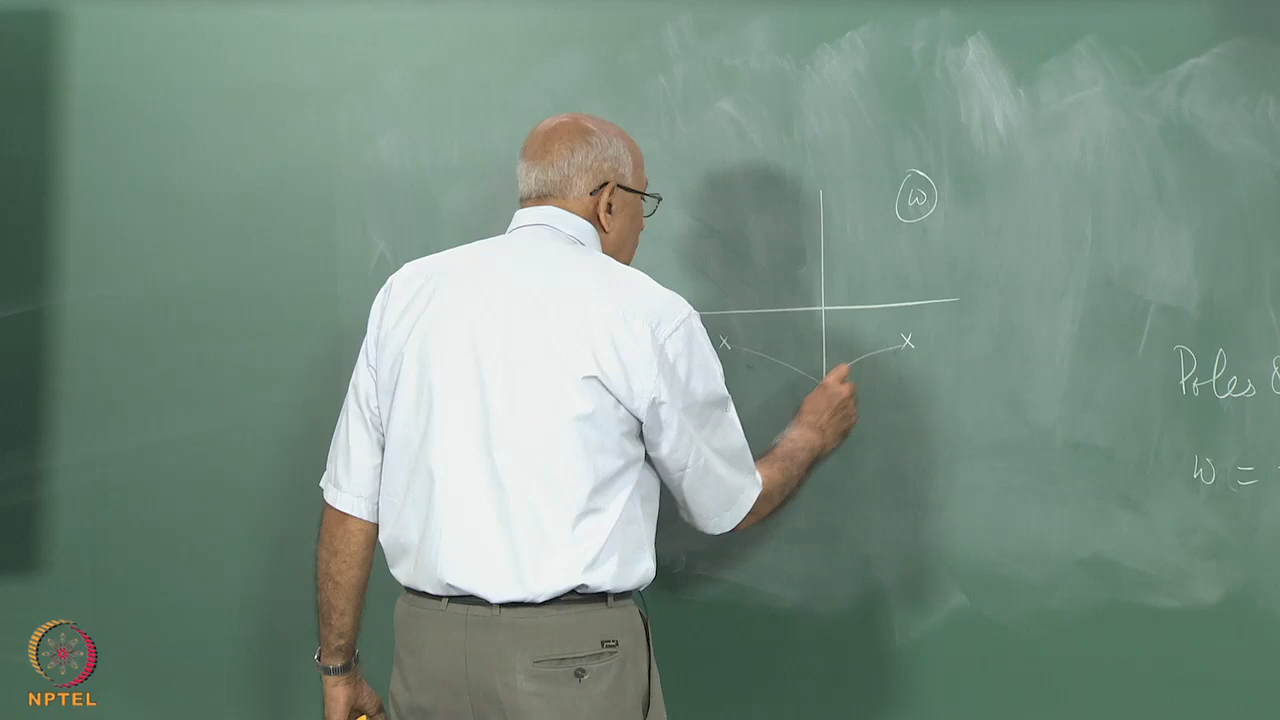 ω
x x
Poles
ω =
NPTEL